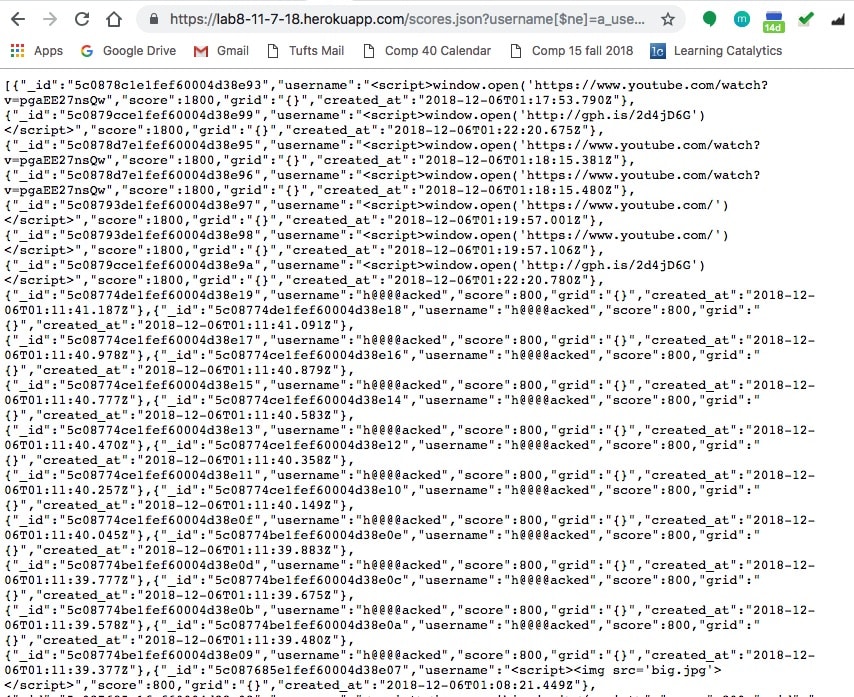 https://lab8-11-7-18.herokuapp.com/scores.json?username[$ne]=a_use...
14d
Apps Google Drive Gmail Tufts Mail Comp 40 Calendar Comp 15 fall 2018 lc Learning Catalytics
[{"_id":"5c0878c1e1fef60004d38e93","username":"<script>window.open('https://www.youtube.com/watch?
v=pgaEE27nsQw","score":1800,"grid":"{}","created_at":"2018-12-06T01:17:53.790Z"},
{"_id":"5c0879cce1fef60004d38e99","username":"<script>window.open('http://gph.is/2d4jD6G')
</script>","score":1800,"grid":"{}","created_at":"2018-12-06T01:22:20.675Z"},
{"_id":"5c0878d7e1fef60004d38e95","username":"<script>window.open('https://www.youtube.com/watch?
v=pgaEE27nsQw","score":1800,"grid":"{}","created_at":"2018-12-06T01:18:15.381Z"},
{"_id":"5c0878d7e1fef60004d38e96","username":"<script>window.open('https://www.youtube.com/watch?
v=pgaEE27nsQw","score":1800,"grid":"{}","created_at":"2018-12-06T01:18:15.480Z"},
{"_id":"5c08793de1fef60004d38e97","username":"<script>window.open('https://www.youtube.com/')
</script>","score":1800,"grid":"{}","created_at":"2018-12-06T01:19:57.001Z"},
{"_id":"5c08793de1fef60004d38e98","username":"<script>window.open('https://www.youtube.com/')
</script>","score":1800,"grid":"{}","created_at":"2018-12-06T01:19:57.106Z"},
{"_id":"5c0879cce1fef60004d38e9a","username":"<script>window.open('http://gph.is/2d4jD6G')
</script>","score":1800,"grid":"{}","created_at":"2018-12-06T01:22:20.780Z"},
{"_id":"5c08774de1fef60004d38e19","username":"h@@@@acked","score":800,"grid":"{}","created_at":"2018-12-
06T01:11:41.187Z"},{"_id":"5c08774de1fef60004d38e18","username":"h@@@@acked","score":800,"grid":"
{}","created_at":"2018-12-06T01:11:41.091Z"},
{"_id":"5c08774ce1fef60004d38e17","username":"h@@@@acked","score":800,"grid":"{}","created_at":"2018-12-
06T01:11:40.978Z"},{"_id":"5c08774ce1fef60004d38e16","username":"h@@@@acked","score":800,"grid":"
{}","created_at":"2018-12-06T01:11:40.879Z"},
{"_id":"5c08774ce1fef60004d38e15","username":"h@@@@acked","score":800,"grid":"{}","created_at":"2018-12-
06T01:11:40.777Z"},{"_id":"5c08774ce1fef60004d38e14","username":"h@@@@acked","score":800,"grid":"
{}","created_at":"2018-12-06T01:11:40.583Z"},
{"_id":"5c08774ce1fef60004d38e13","username":"h@@@@acked","score":800,"grid":"{}","created_at":"2018-12-
06T01:11:40.470Z"},{"_id":"5c08774ce1fef60004d38e12","username":"h@@@@acked","score":800,"grid":"
{}","created_at":"2018-12-06T01:11:40.358Z"},
{"_id":"5c08774ce1fef60004d38e11","username":"h@@@@acked","score":800,"grid":"{}","created_at":"2018-12-
06T01:11:40.257Z"},{"_id":"5c08774ce1fef60004d38e10","username":"h@@@@acked","score":800,"grid":"
{}","created_at":"2018-12-06T01:11:40.149Z"},
{"_id":"5c08774ce1fef60004d38e0f","username":"h@@@@acked","score":800,"grid":"{}","created_at":"2018-12-
06T01:11:40.045Z"},{"_id":"5c08774be1fef60004d38e0e","username":"h@@@@acked","score":800,"grid":"
{}","created_at":"2018-12-06T01:11:39.883Z"},
{"_id":"5c08774be1fef60004d38e0d","username":"h@@@@acked","score":800,"grid":"{}","created_at":"2018-12-
06T01:11:39.777Z"},{"_id":"5c08774be1fef60004d38e0c","username":"h@@@@acked","score":800,"grid":"
{}","created_at":"2018-12-06T01:11:39.675Z"},
{"_id":"5c08774be1fef60004d38e0b","username":"h@@@@acked","score":800,"grid":"{}","created_at":"2018-12-
06T01:11:39.578Z"},{"_id":"5c08774be1fef60004d38e0a","username":"h@@@@acked","score":800,"grid":"
{}","created_at":"2018-12-06T01:11:39.480Z"},
{"_id":"5c08774be1fef60004d38e09","username":"h@@@@acked","score":800,"grid":"{}","created_at":"2018-12-
06T01:11:39.377Z"},{"_id":"5c087685e1fef60004d38e07","username":"<script><img src='big.jpg'>
</script>","score":800,"grid":"{}","created_at":"2018-12-06T01:08:21.449Z"},